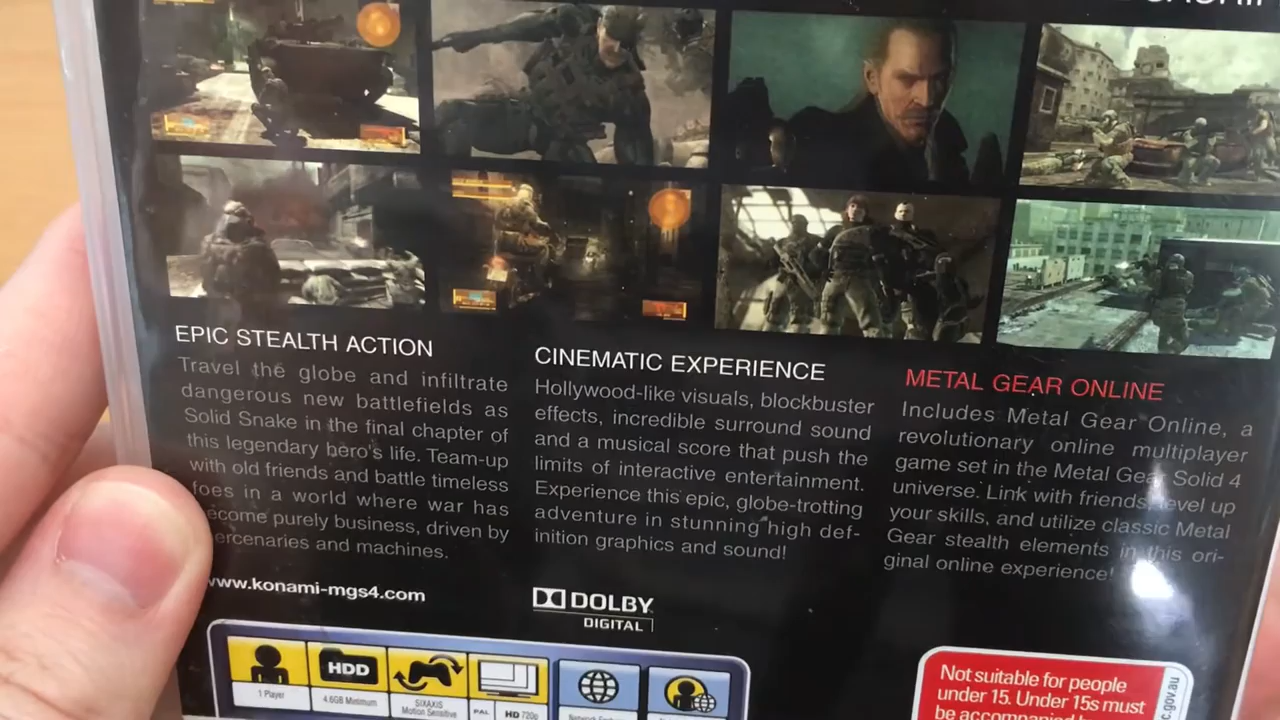 EPIC STEALTH ACTION
Travel the globe and infiltrate
dangerous new battlefields as
Solid Snake in the final chapter of
this legendary hero's life. Team-up
with old friends and battle timeless
foes in a world where war has
ecome purely business, driven by
ercenaries and machines.
www.konami-mgs4.com
CINEMATIC EXPERIENCE
Hollywood-like visuals, blockbuster
effects, incredible surround sound
and a musical score that push the
limits of interactive entertainment.
Experience this epic, globe-trotting
adventure in stunning high def-
inition graphics and sound!
DOLBY
DIGITAL
METAL GEAR ONLINE
Includes Metal Gear Online, a
revolutionary online multiplayer
game set in the Metal Gear Solid 4
universe. Link with friends, level up
your skills, and utilize classic Metal
Gear stealth elements in this ori-
ginal online experience!
HDD
1 Player
4.6GB Minimum
SIXAXIS
Motion Sensitive
PAL HD 720p
Network
Not suitable for people
under 15. Under 15s must
be accompanied
c.gov.au